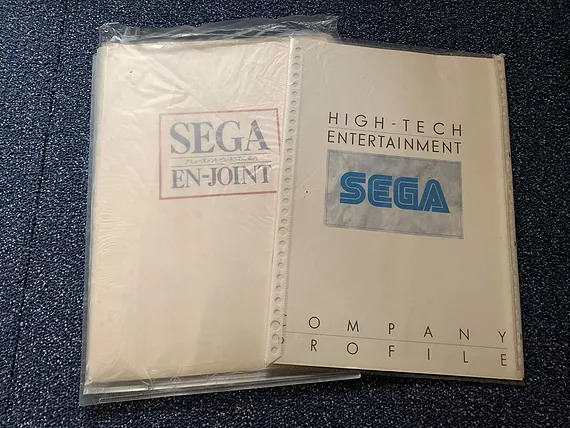 SEGA
EN-JOINT
HIGH-TECH
ENTERTAINMENT
SEGA
COMPANY
PROFILE